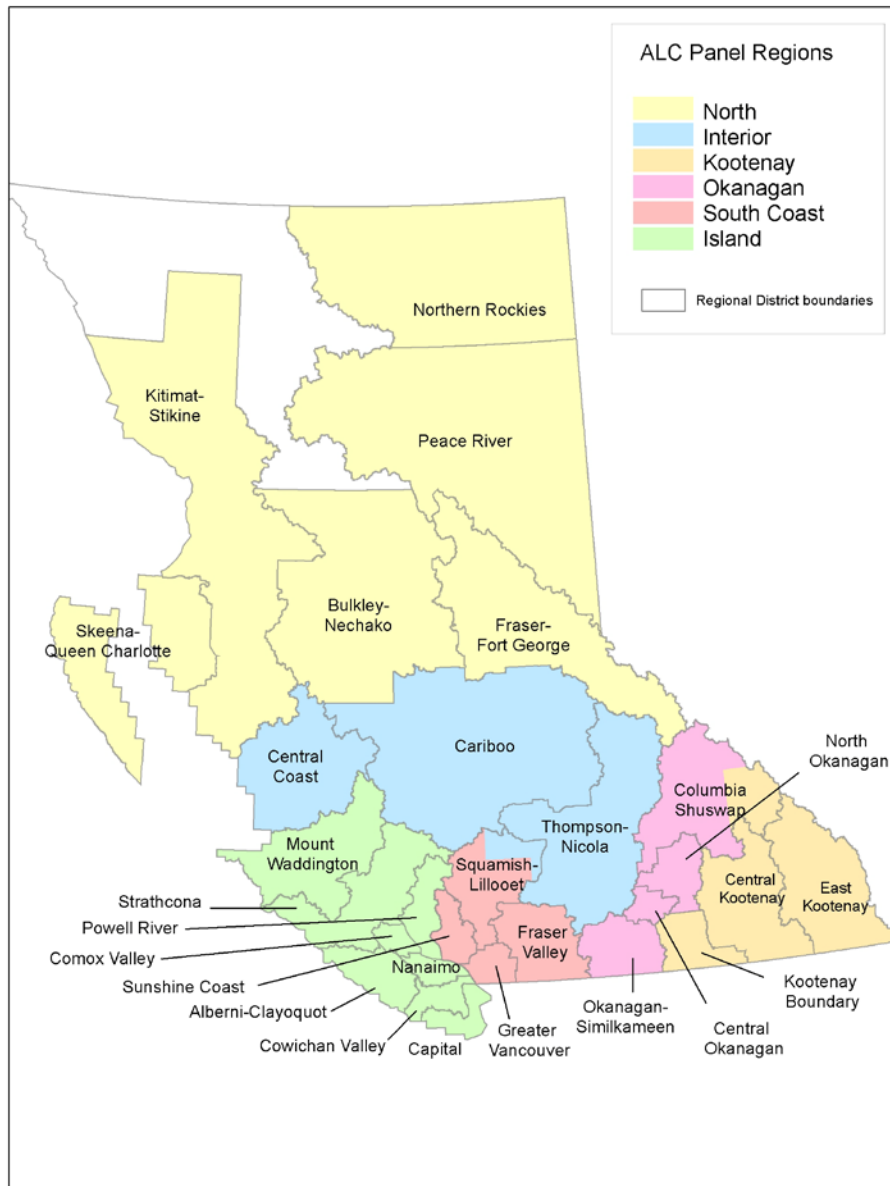 ALC Panel Regions
North
Interior
Kootenay
Okanagan
South Coast
Island
Regional District boundaries
Northern Rockies
Kitimat-
Stikine
Peace River
Bulkley-
Nechako
Fraser-
Fort George
Skeena-
Queen Charlotte
Central
Coast
Cariboo
North
Okanagan
Columbia
Shuswap
Thompson-
Nicola
Mount
Waddington
Squamish-
Lillooet
Central
Kootenay
East
Kootenay
Strathcona
Powell River
Fraser
Valley
Comox Valley
Nanaimo
Sunshine Coast
Alberni-Clayoquot
Cowichan Valley
Capital
Greater
Vancouver
Okanagan-
Similkameen
Central
Okanagan
Kootenay
Boundary